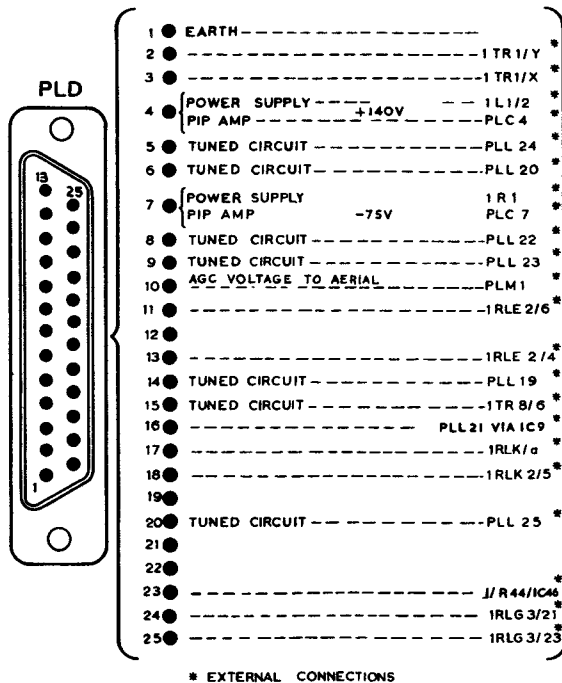 PLD
13
25
1
1 EARTH
2 1TR1/Y *
3 1TR1/X *
4 POWER SUPPLY +140V 1L1/2 *
PIP AMP PLC 4 *
5 TUNED CIRCUIT PLL 24 *
6 TUNED CIRCUIT PLL 20 *
7 POWER SUPPLY -75V 1R1 *
PIP AMP PLC 7 *
8 TUNED CIRCUIT PLL 22 *
9 TUNED CIRCUIT PLL 23 *
10 AGC VOLTAGE TO AERIAL PLM1 *
11 1RLE 2/6 *
12
13 1RLE 2/4 *
14 TUNED CIRCUIT PLL 19 *
15 TUNED CIRCUIT 1TR 8/6 *
16 PLL21 VIA 1C9 *
17 1RLK/a *
18 1RLK 2/5 *
19
20 TUNED CIRCUIT PLL 25 *
21
22
23 1/R44/1C46 *
24 1RLG 3/21 *
25 1RLG 3/23 *
* EXTERNAL CONNECTIONS